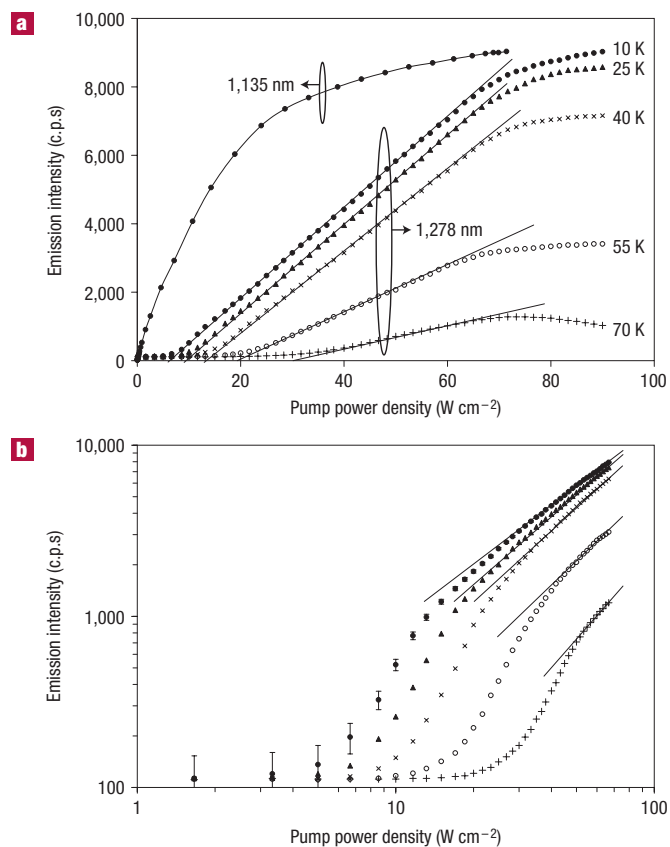 a
10,000
8,000
6,000
4,000
2,000
0
Emission intensity (c.p.s)
1,135 nm
1,278 nm
10 K
25 K
40 K
55 K
70 K
0 20 40 60 80 100
Pump power density (W cm−2)
b
10,000
1,000
100
Emission intensity (c.p.s)
1 10 100
Pump power density (W cm−2)